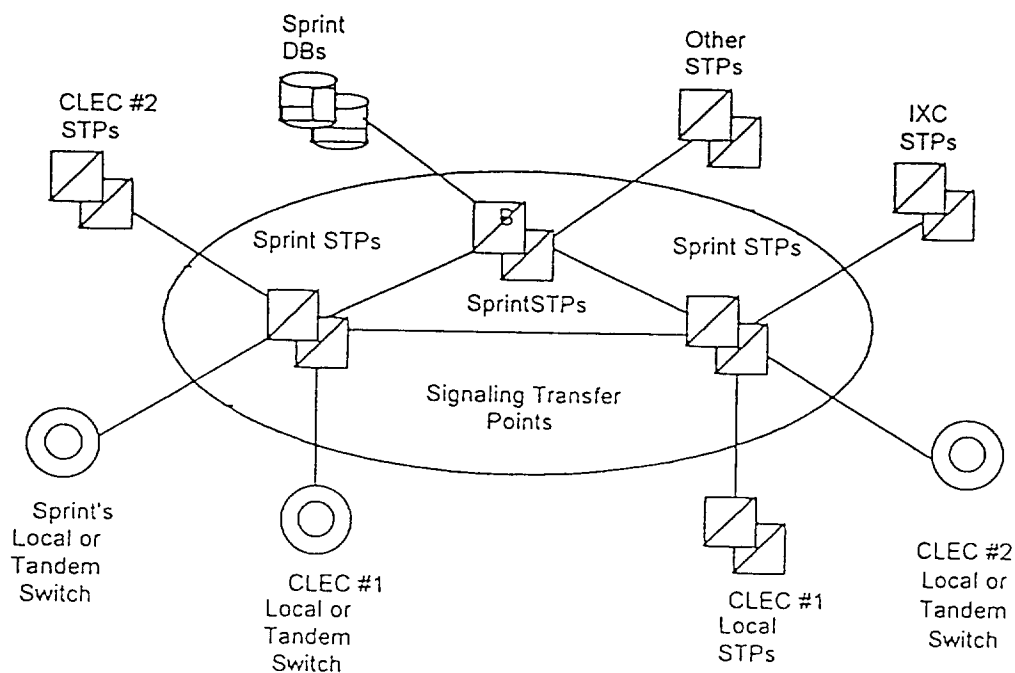 Sprint
DBs
Other
STPs
CLEC #2
STPs
IXC
STPs
B
Sprint STPs
Sprint STPs
SprintSTPs
Signaling Transfer
Points
Sprint's
Local or
Tandem
Switch
CLEC #1
Local or
Tandem
Switch
CLEC #1
Local
STPs
CLEC #2
Local or
Tandem
Switch